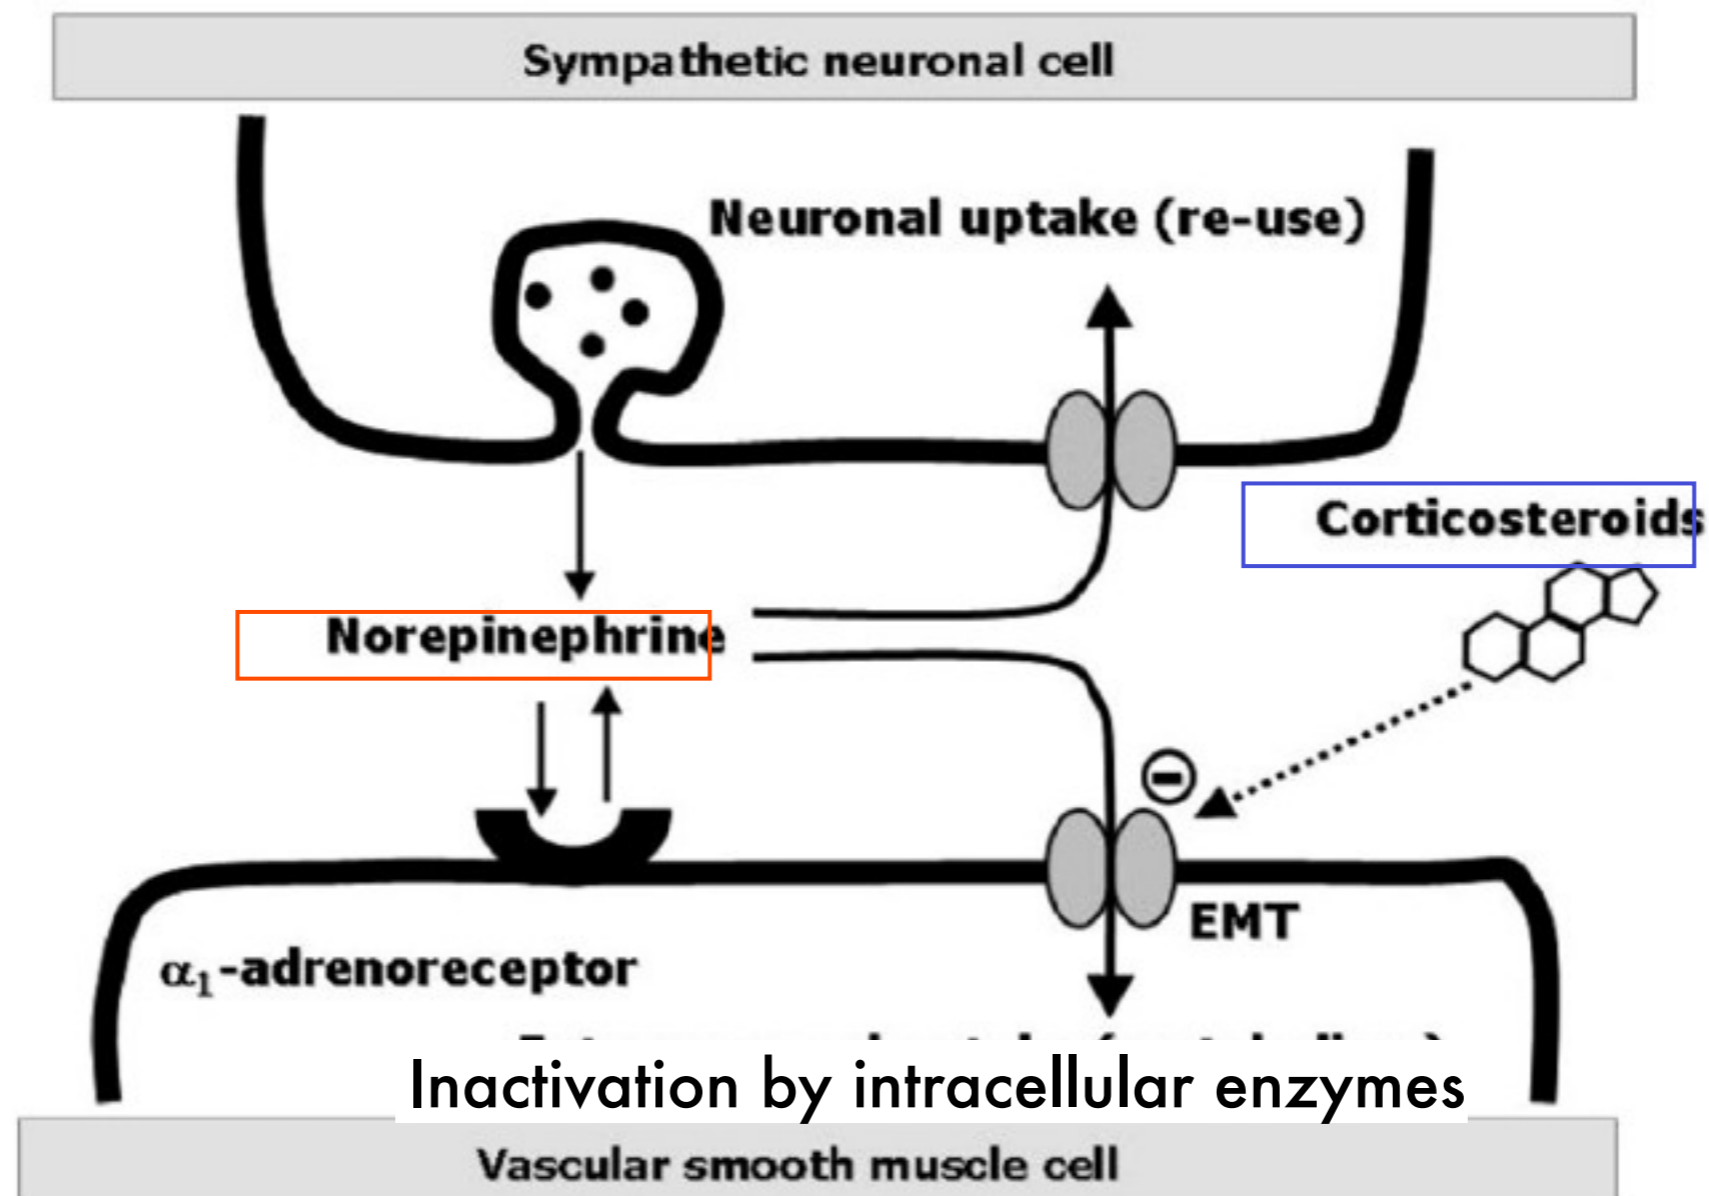 Sympathetic neuronal cell
Neuronal uptake (re-use)
Corticosteroids
Norepinephrine
EMT
α₁-adrenoreceptor
Inactivation by intracellular enzymes
Vascular smooth muscle cell